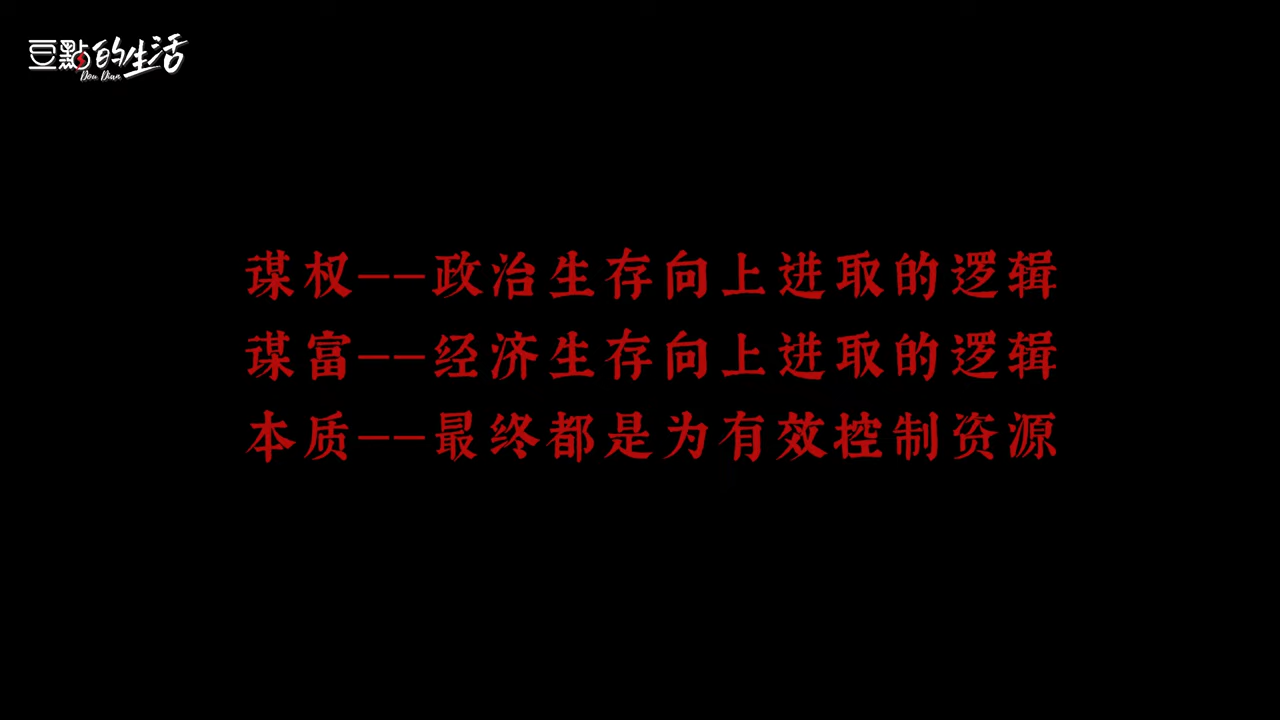 豆點的生活
Dou Dian
谋权——政治生存向上进取的逻辑
谋富——经济生存向上进取的逻辑
本质——最终都是为有效控制资源